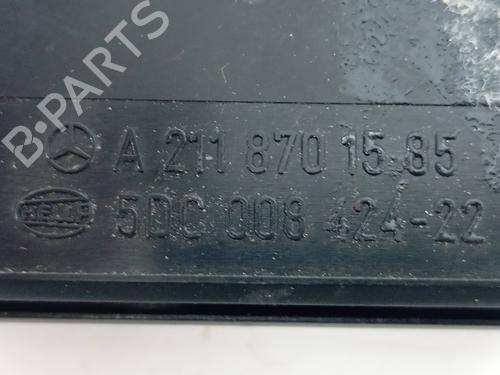 B-PARTS
A 211 870 15 85
HELLA
5DC 008 424-22